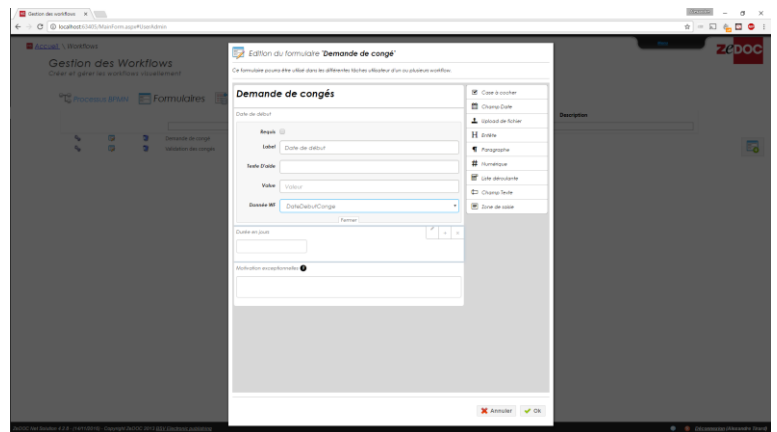 Gestion des workflows
localhost:63405/Mainform.aspx#UserAdmin
Accueil \ Workflows
ZeDOC
Gestion des Workflows
Créer et gérer les workflows visuellement
Processus BPMN
Formulaires
Description
Demande de congé
Validation des congés
Edition du formulaire 'Demande de congé'
Ce formulaire pourra être utilisé dans les différentes tâches utilisateur d'un ou plusieurs workflow.
Demande de congés
Date de début
Requis
Label
Date de début
Texte D'aide
Value
Valeur
Donnée WF
DateDebutConge
Fermer
Durée en jours
Motivation exceptionnelles
Case à cocher
Champ Date
Upload de fichier
Entête
Paragraphe
Numérique
Liste déroulante
Champ Texte
Zone de saisie
Annuler
Ok